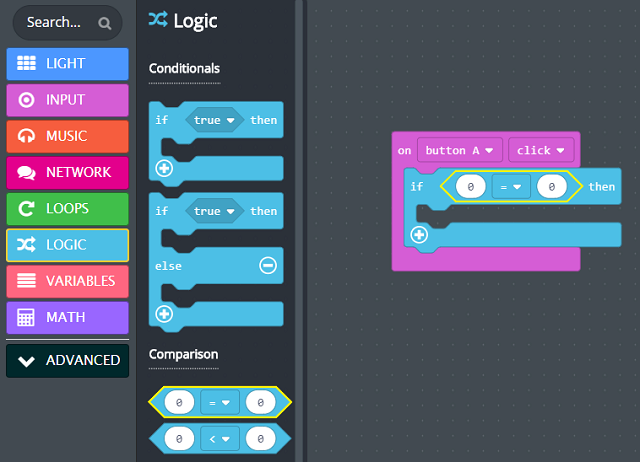 Search...
LIGHT
INPUT
MUSIC
NETWORK
LOOPS
LOGIC
VARIABLES
MATH
ADVANCED
Logic
Conditionals
if true then
if true then
else
Comparison
0 = 0
0 < 0
on button A click
if 0 = 0 then